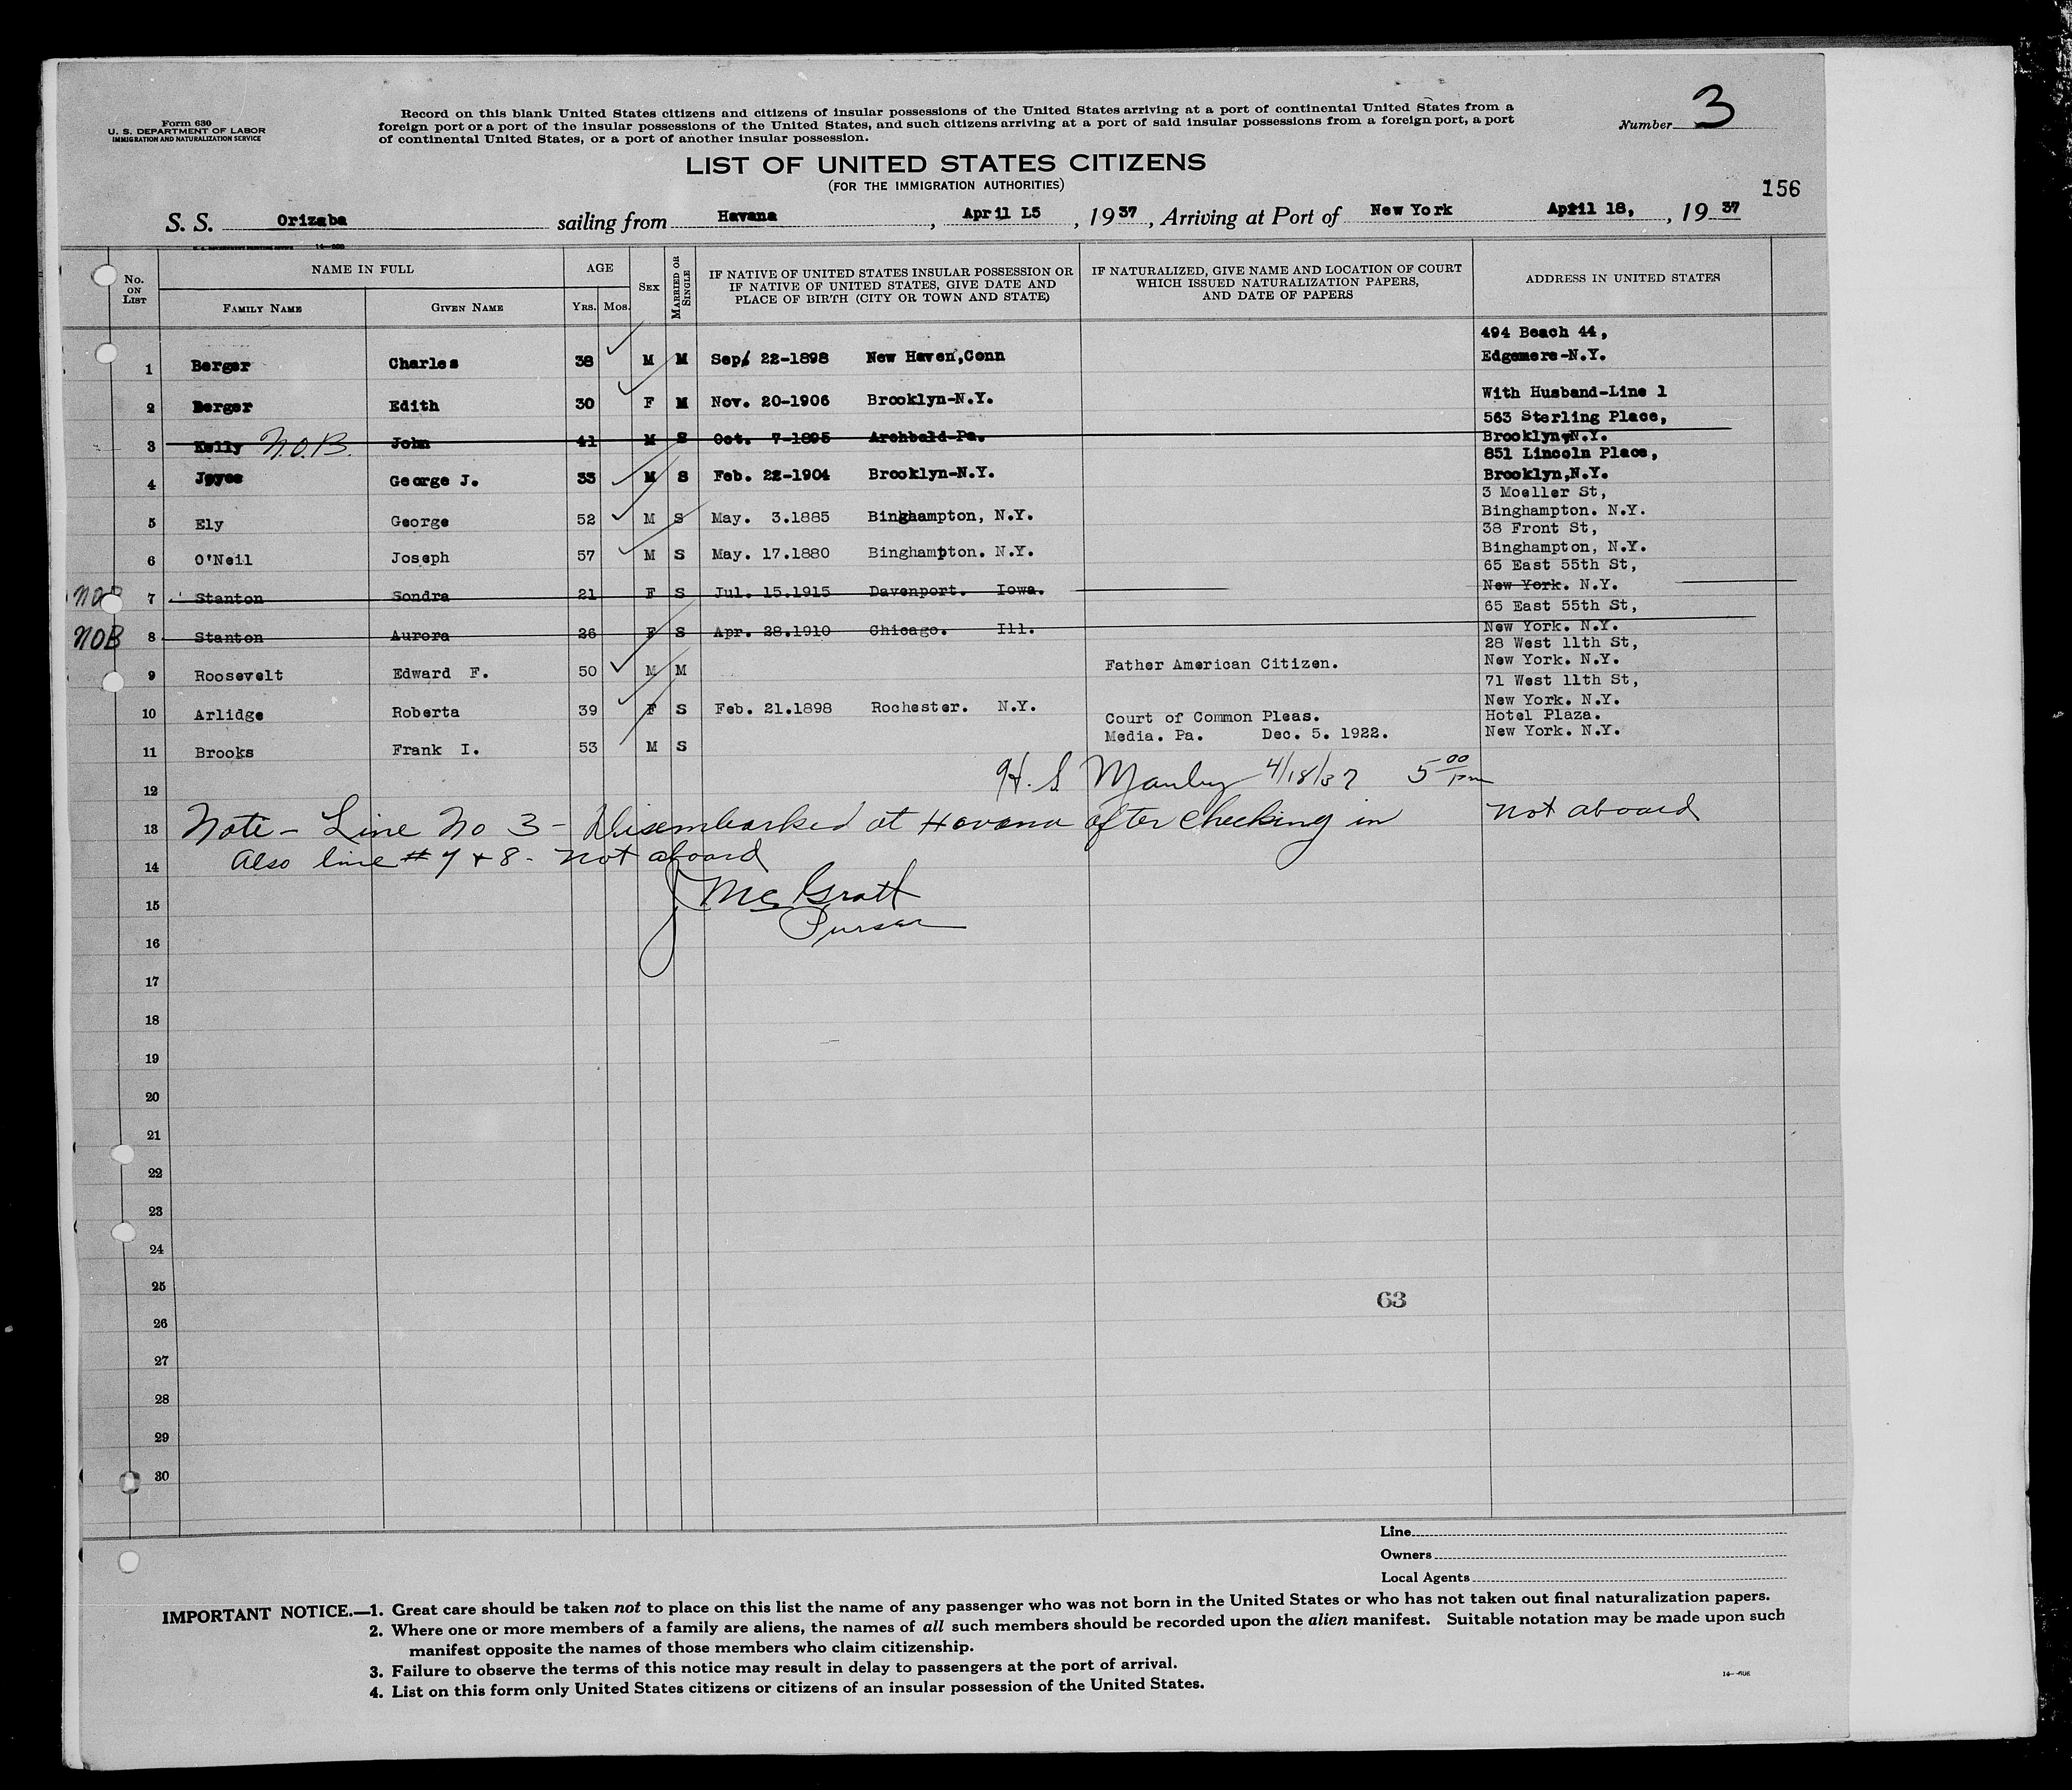 Form 630
U. S. DEPARTMENT OF LABOR
IMMIGRATION AND NATURALIZATION SERVICE
Record on this blank United States citizens and citizens of insular possessions of the United States arriving at a port of continental United States from a
foreign port or a port of the insular possessions of the United States, and such citizens arriving at a port of said insular possessions from a foreign port, a port
of continental United States, or a port of another insular possession.
Number 3
LIST OF UNITED STATES CITIZENS
(FOR THE IMMIGRATION AUTHORITIES)
156
S. S. Orizaba sailing from Havana, April 15, 1937, Arriving at Port of New York April 18, , 1937
No. ON LIST
NAME IN FULL
FAMILY NAME
GIVEN NAME
AGE
YRS. MOS.
SEX
MARRIED OR SINGLE
IF NATIVE OF UNITED STATES INSULAR POSSESSION OR
IF NATIVE OF UNITED STATES, GIVE DATE AND
PLACE OF BIRTH (CITY OR TOWN AND STATE)
IF NATURALIZED, GIVE NAME AND LOCATION OF COURT
WHICH ISSUED NATURALIZATION PAPERS,
AND DATE OF PAPERS
ADDRESS IN UNITED STATES
494 Beach 44,
1 Berger Charles 38 M M Sep. 22-1898 New Haven,Conn Edgemere-N.Y.
2 Berger Edith 30 F M Nov. 20-1906 Brooklyn-N.Y. With Husband-Line 1
563 Sterling Place,
3 Kelly N.O.B. John 41 M S Oct. 7-1895 Archbald-Pa. Brooklyn,N.Y.
851 Lincoln Place,
4 Joyce George J. 33 M S Feb. 22-1904 Brooklyn-N.Y. Brooklyn,N.Y.
3 Moeller St,
5 Ely George 52 M S May. 3.1885 Binghampton, N.Y. Binghampton. N.Y.
38 Front St,
6 O'Neil Joseph 57 M S May. 17.1880 Binghampton. N.Y. Binghampton, N.Y.
65 East 55th St,
NOB 7 Stanton Sondra 21 F S Jul. 15.1915 Davenport. Iowa. New York. N.Y.
65 East 55th St,
NOB 8 Stanton Aurora 26 F S Apr. 28.1910 Chicago. Ill. New York. N.Y.
28 West 11th St,
9 Roosevelt Edward F. 50 M M Father American Citizen. New York. N.Y.
71 West 11th St,
10 Arlidge Roberta 39 F S Feb. 21.1898 Rochester. N.Y. New York. N.Y.
Court of Common Pleas. Hotel Plaza.
11 Brooks Frank I. 53 M S Media. Pa. Dec. 5. 1922. New York. N.Y.
12 H. S. Manley 4/18/37 5 00 pm
13 Note - Line No 3 - Disembarked at Havana after checking in not aboard
14 Also line # 7 + 8 - not aboard
15 J McGratt
16 Purser
17
18
19
20
21
22
23
24
25
63
26
27
28
29
30
Line
Owners
Local Agents
IMPORTANT NOTICE.—1. Great care should be taken not to place on this list the name of any passenger who was not born in the United States or who has not taken out final naturalization papers.
2. Where one or more members of a family are aliens, the names of all such members should be recorded upon the alien manifest. Suitable notation may be made upon such
manifest opposite the names of those members who claim citizenship.
3. Failure to observe the terms of this notice may result in delay to passengers at the port of arrival.
4. List on this form only United States citizens or citizens of an insular possession of the United States.